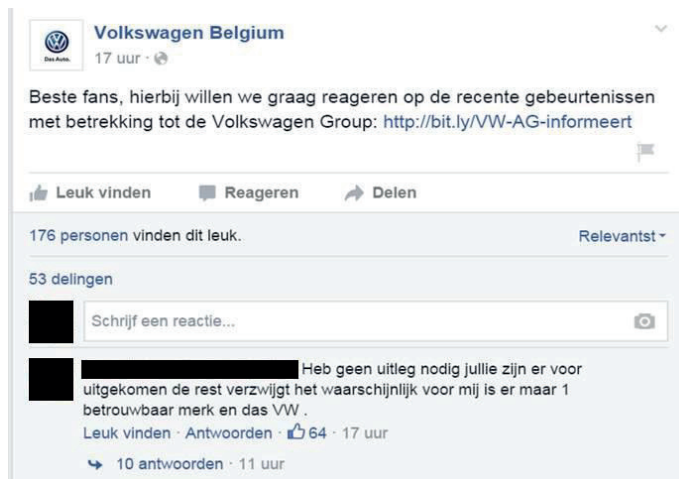 Volkswagen Belgium
Das Auto.
17 uur ·
Beste fans, hierbij willen we graag reageren op de recente gebeurtenissen
met betrekking tot de Volkswagen Group: http://bit.ly/VW-AG-informeert
Leuk vinden Reageren Delen
176 personen vinden dit leuk. Relevantst
53 delingen
Schrijf een reactie...
Heb geen uitleg nodig jullie zijn er voor
uitgekomen de rest verzwijgt het waarschijnlijk voor mij is er maar 1
betrouwbaar merk en das VW .
Leuk vinden · Antwoorden · 64 · 17 uur
10 antwoorden · 11 uur